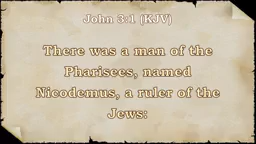 John 3:1 (KJV)
There was a man of the
Pharisees, named
Nicodemus, a ruler of the
Jews: